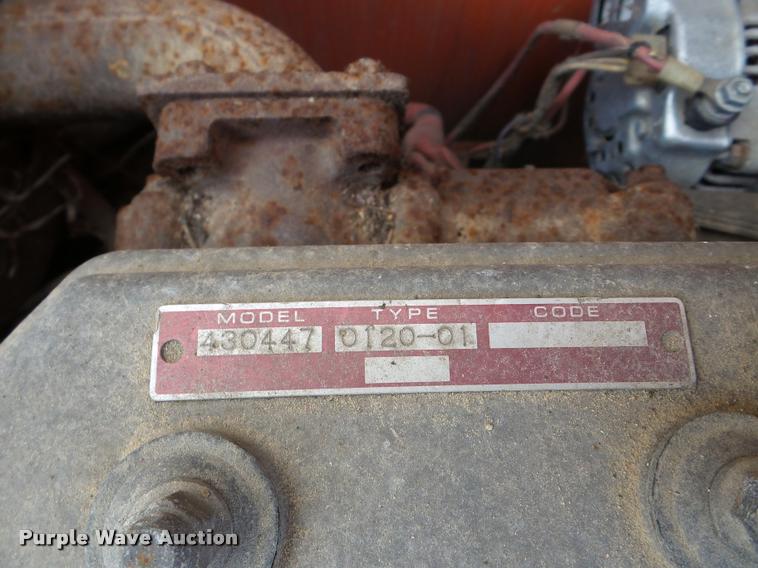 MODEL TYPE CODE
430447 0120-01
Purple Wave Auction